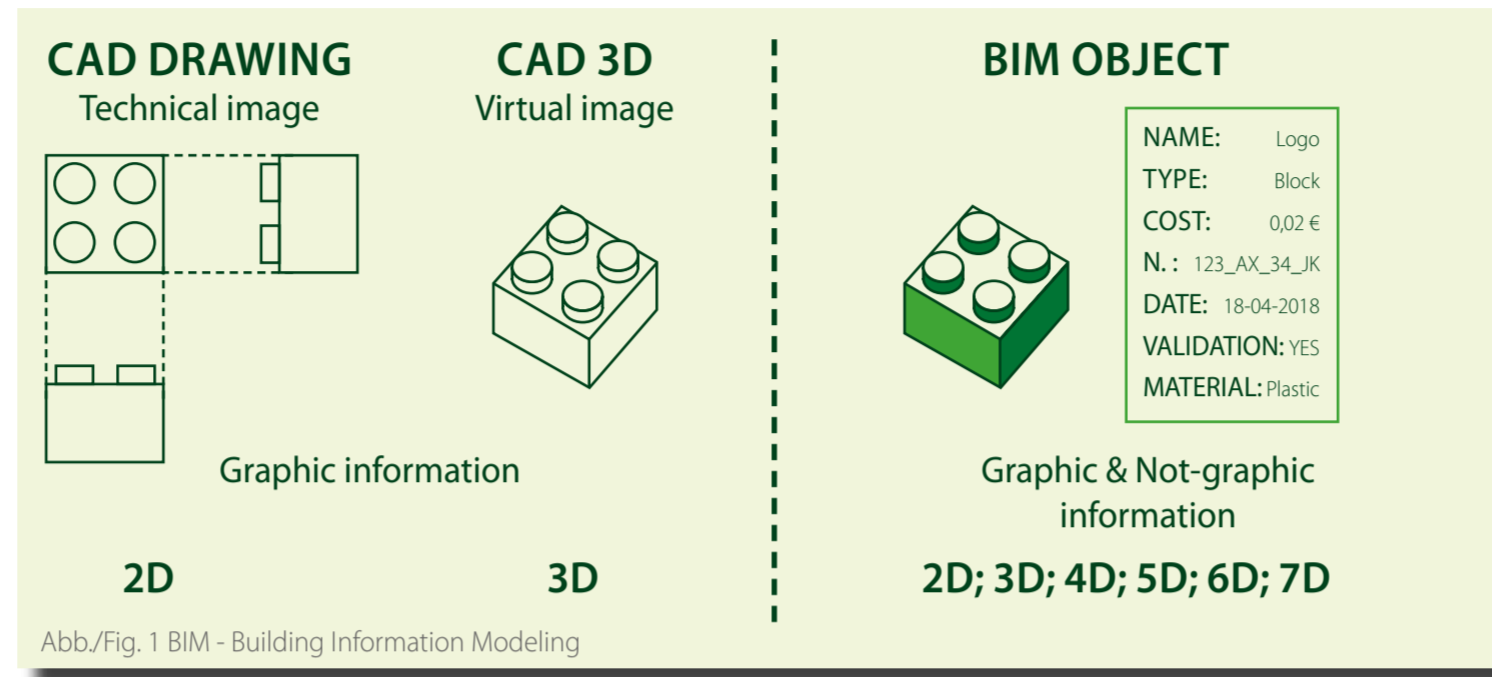 CAD DRAWING
Technical image
CAD 3D
Virtual image
Graphic information
2D
3D
BIM OBJECT
NAME: Logo
TYPE: Block
COST: 0,02 €
N. : 123_AX_34_JK
DATE: 18-04-2018
VALIDATION: YES
MATERIAL: Plastic
Graphic & Not-graphic
information
2D; 3D; 4D; 5D; 6D; 7D
Abb./Fig. 1 BIM - Building Information Modeling